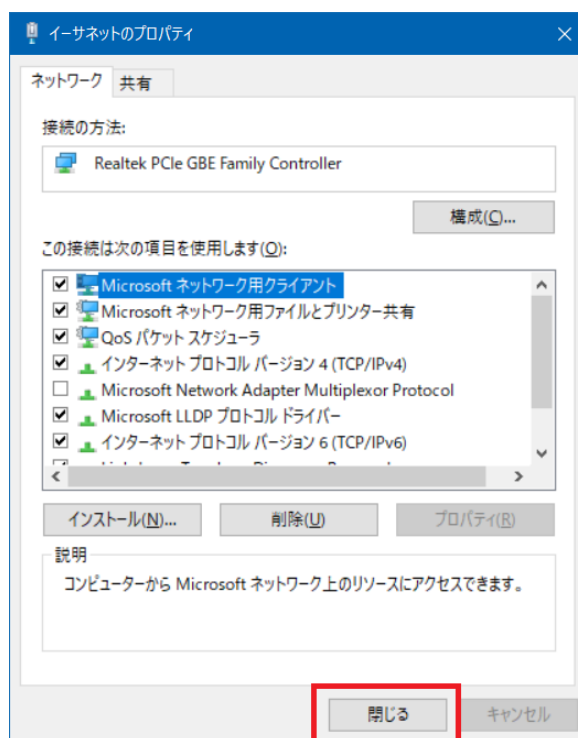 イーサネットのプロパティ
ネットワーク 共有
接続の方法:
Realtek PCIe GBE Family Controller
構成(C)...
この接続は次の項目を使用します(O):
Microsoft ネットワーク用クライアント
Microsoft ネットワーク用ファイルとプリンター共有
QoS パケット スケジューラ
インターネット プロトコル バージョン 4 (TCP/IPv4)
Microsoft Network Adapter Multiplexor Protocol
Microsoft LLDP プロトコル ドライバー
インターネット プロトコル バージョン 6 (TCP/IPv6)
インストール(N)... 削除(U) プロパティ(R)
説明
コンピューターから Microsoft ネットワーク上のリソースにアクセスできます。
閉じる キャンセル